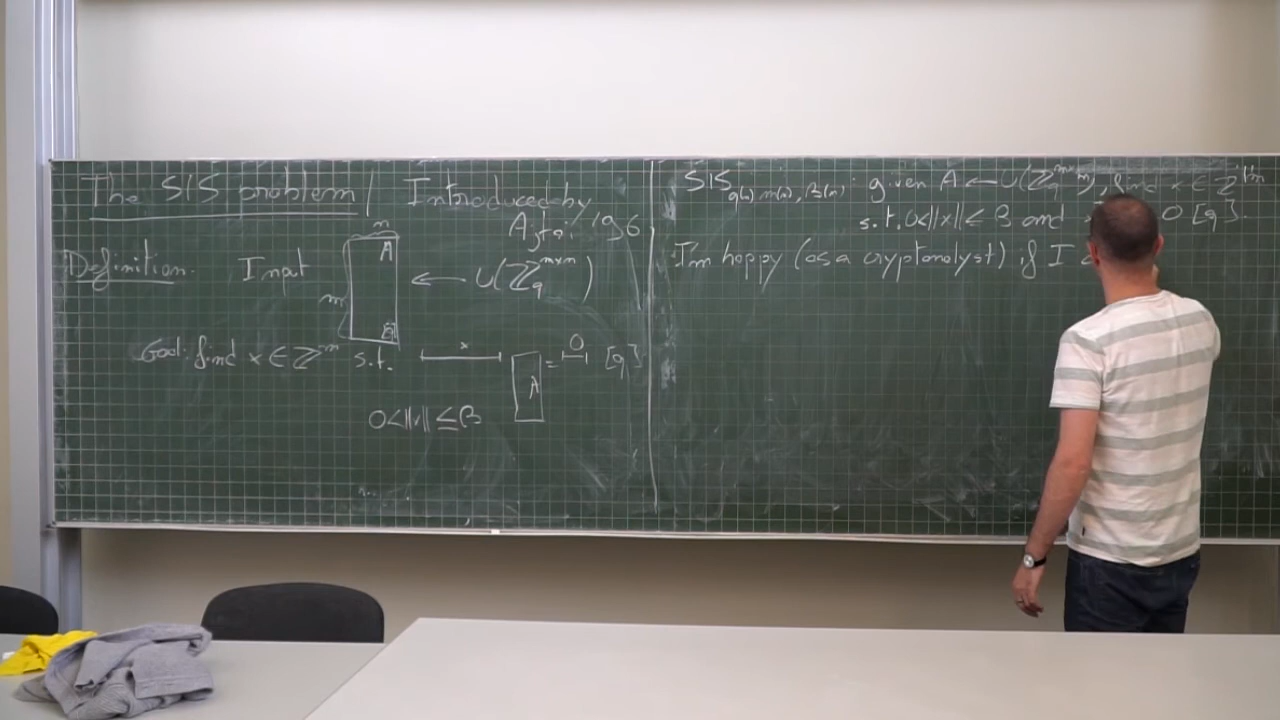 The SIS problem / Introduced by
Ajtai '96
Definition. Input
n
m
A
← U(Z_q^{m×n})
Goal: find x ∈ Z^m s.t. x A = 0 [q]
0<||x|| ≤ β
SIS_{q(n), m(n), β(n)} : given A ← U(Z_q^{m×n}), find x ∈ Z
s.t. 0<||x|| ≤ β and 0 [q].
I'm happy (as a cryptanalyst) if I